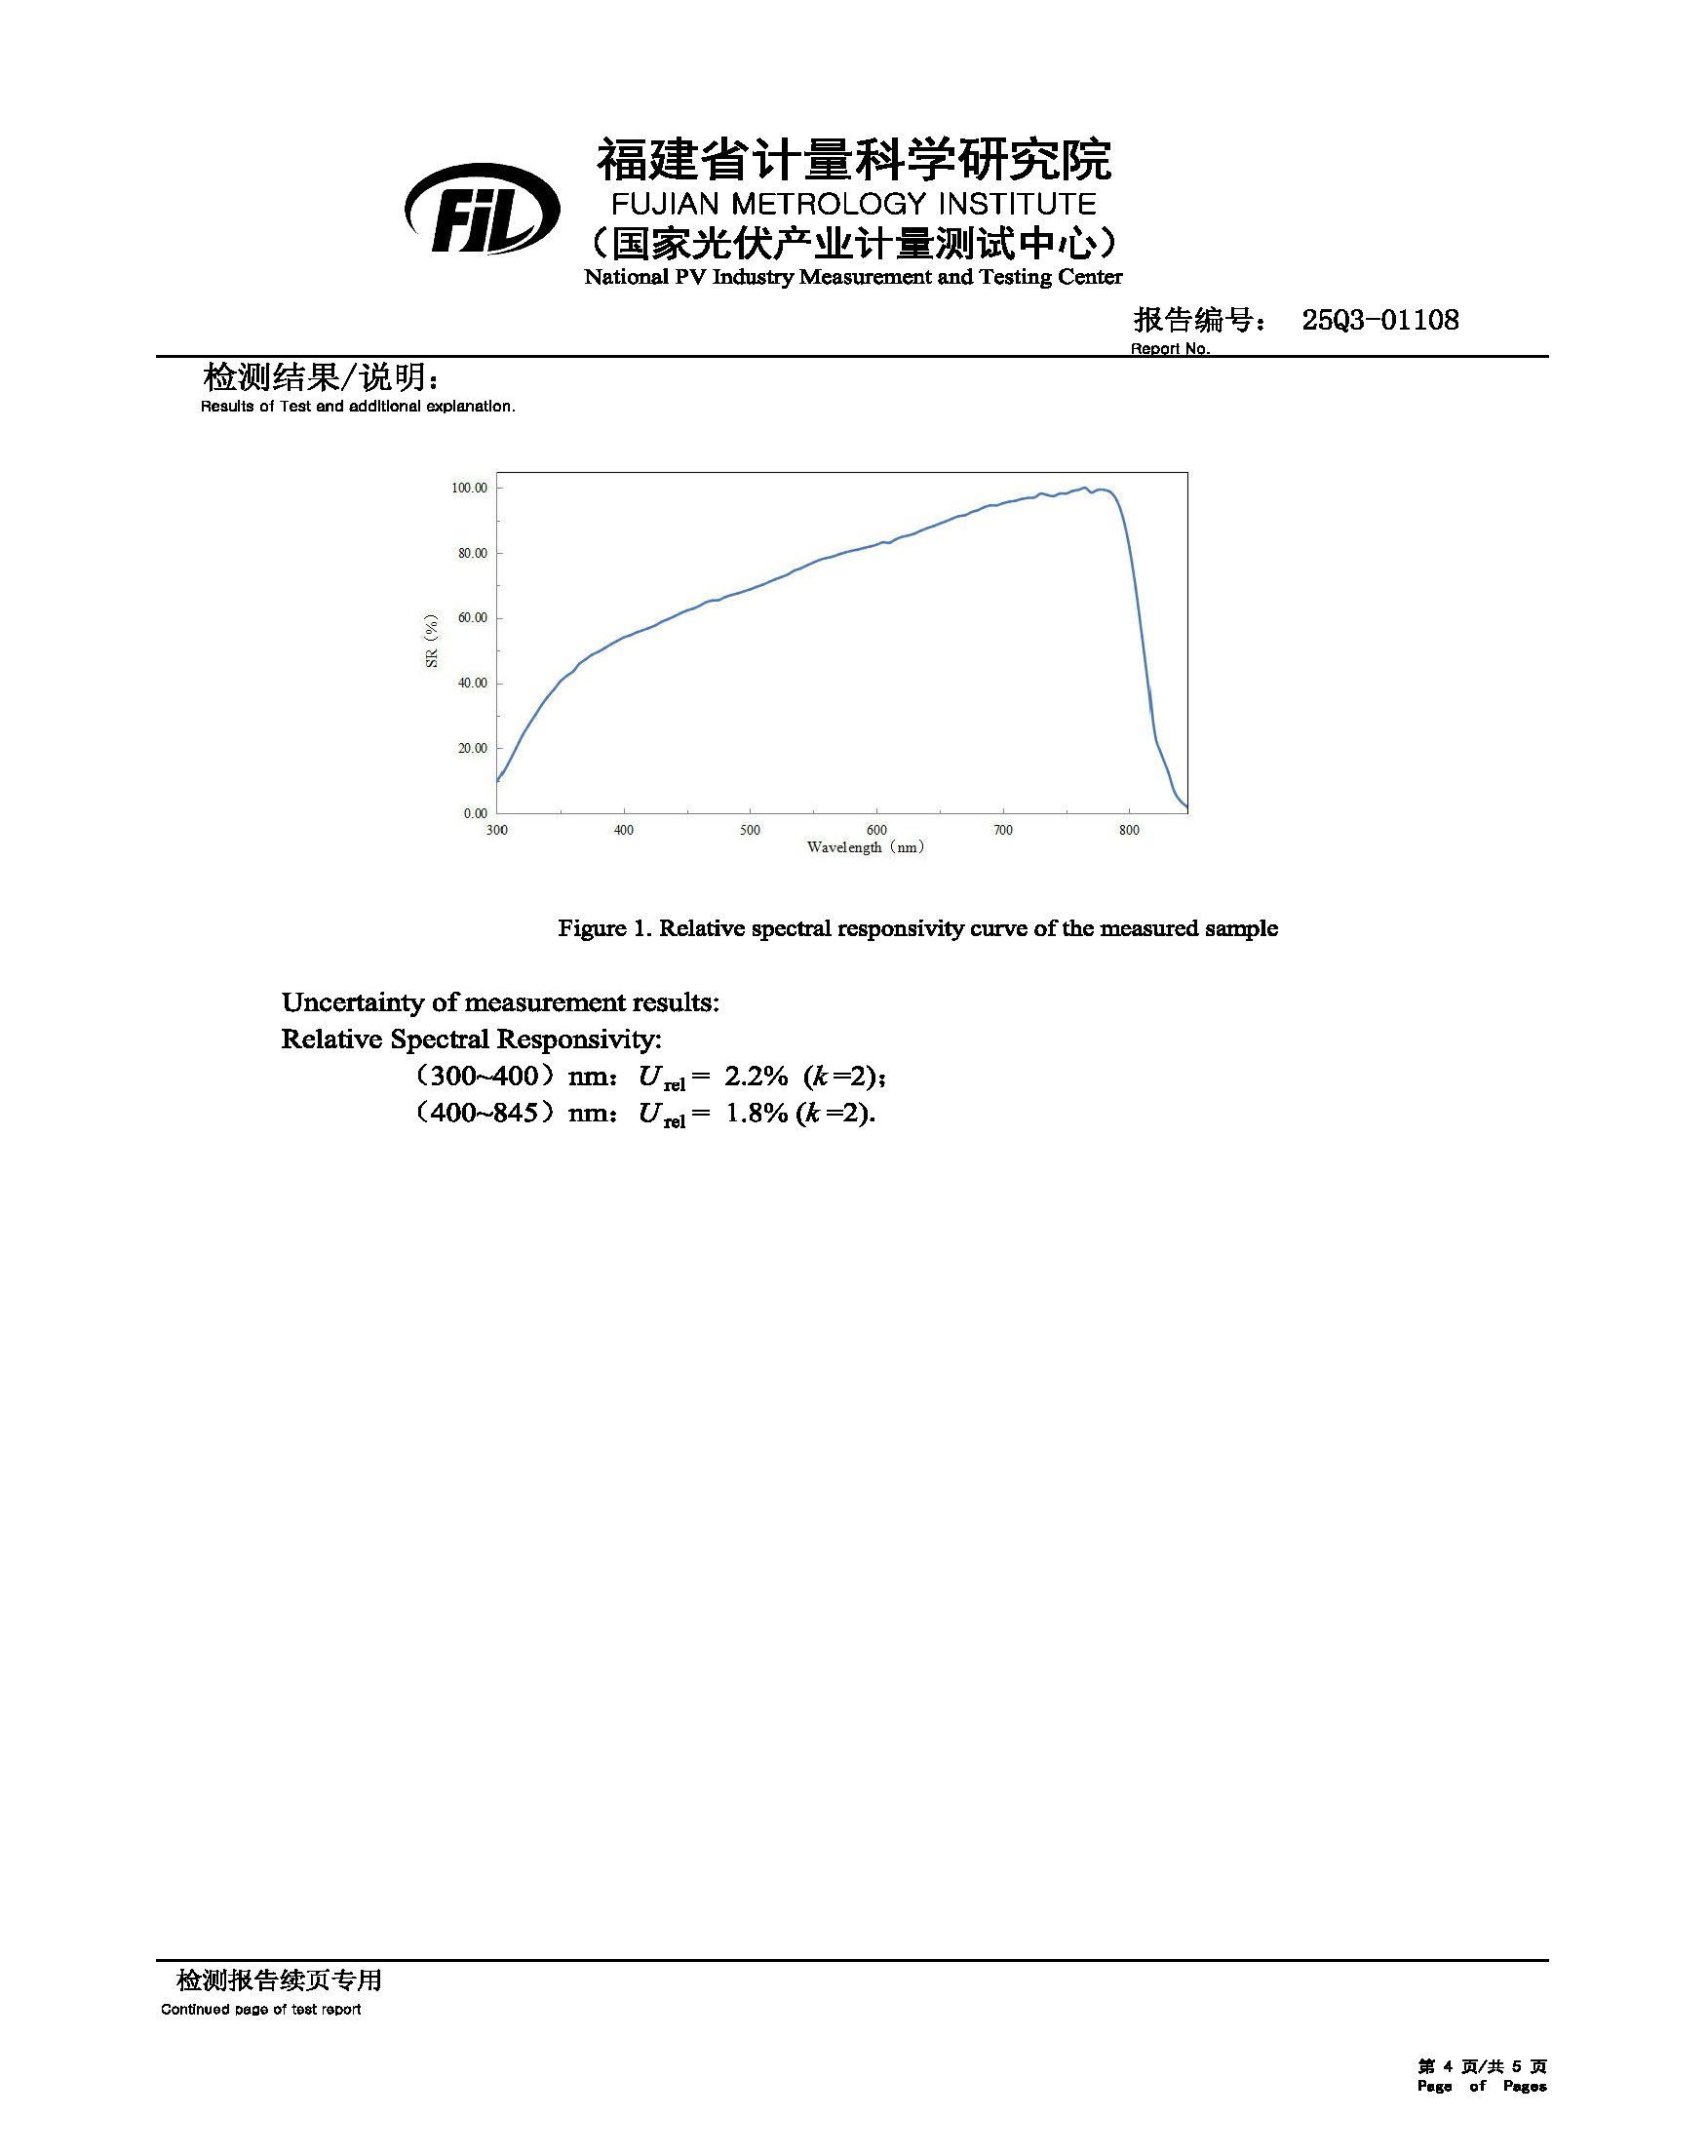 FJL
福建省计量科学研究院
FUJIAN METROLOGY INSTITUTE
（国家光伏产业计量测试中心）
National PV Industry Measurement and Testing Center
报告编号： 25Q3-01108
Report No.
检测结果/说明：
Results of Test and additional explanation.
100.00
80.00
60.00
40.00
20.00
0.00
SR（%）
300 400 500 600 700 800
Wavelength（nm）
Figure 1. Relative spectral responsivity curve of the measured sample
Uncertainty of measurement results:
Relative Spectral Responsivity:
（300~400）nm： U rel = 2.2% (k =2);
（400~845）nm： U rel = 1.8% (k =2).
检测报告续页专用
Continued page of test report
第 4 页/共 5 页
Page of Pages